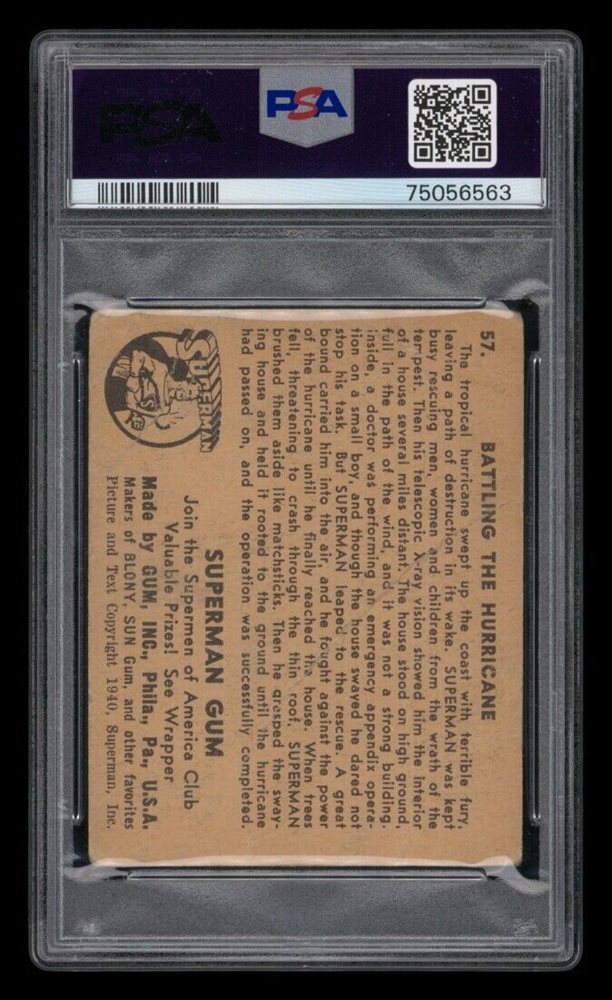 PSA
PSA
75056563
57. BATTLING THE HURRICANE
The tropical hurricane swept up the coast with terrible fury,
leaving a path of destruction in its wake. SUPERMAN was kept
busy rescuing men, women and children from the wrath of the
tempest. Then his telescopic X-ray vision showed him the interior
of a house several miles distant. The house stood on high ground,
full in the path of the wind, and it was not a strong building.
inside, a doctor was performing an emergency appendix opera-
tion on a small boy, and though the house swayed he dared not
stop his task. But SUPERMAN leaped to the rescue. A great
bound carried him into the air, and he fought against the power
of the hurricane until he finally reached the house. When trees
fell, threatening to crash through the thin roof, SUPERMAN
brushed them aside like matchsticks. Then he grasped the sway-
ing house and held it rooted to the ground until the hurricane
had passed on, and the operation was successfully completed.
SUPERMAN
SUPERMAN GUM
Join the Supermen of America Club
Valuable Prizes! See Wrapper
Made by GUM, INC., Phila., Pa., U.S.A.
Makers of BLONY, SUN Gum, and other favorites
Picture and Text Copyright 1940, Superman, Inc.